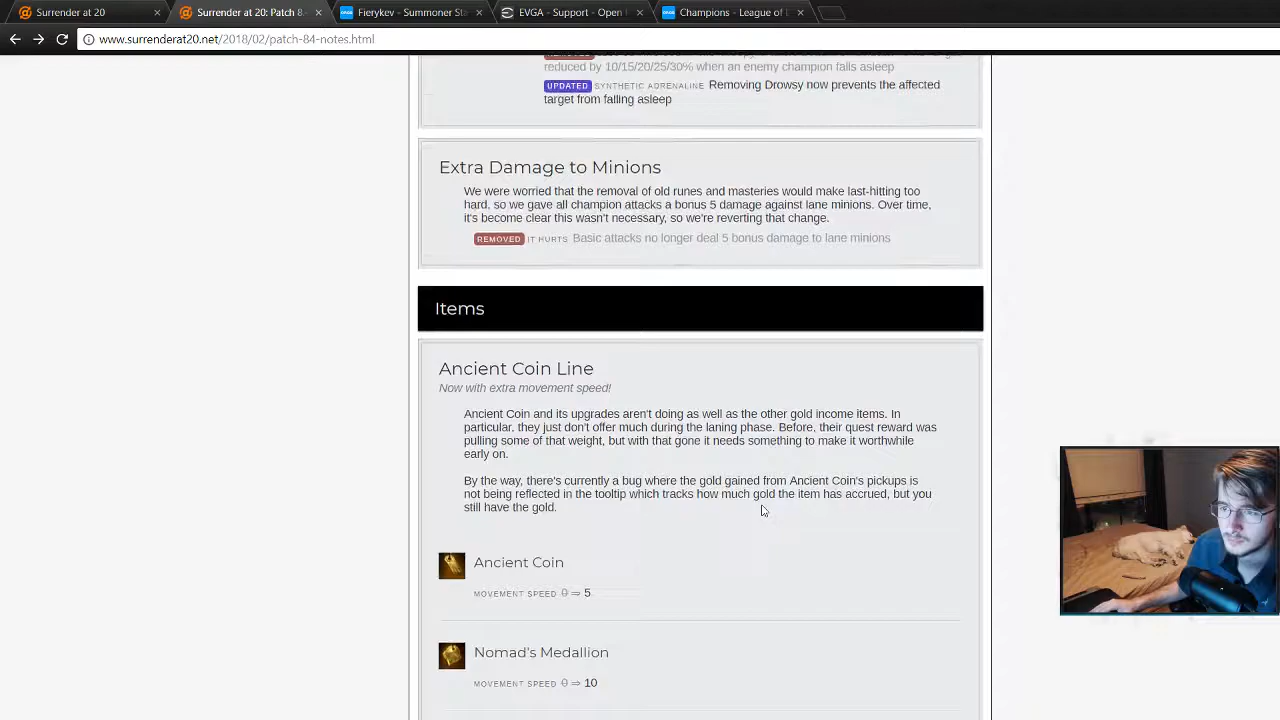 Surrender at 20
Surrender at 20: Patch 8.
Fierykev - Summoner Sta
EVGA - Support - Open
Champions - League of L
www.surrenderat20.net/2018/02/patch-84-notes.html
reduced by 10/15/20/25/30% when an enemy champion falls asleep
UPDATED SYNTHETIC ADRENALINE Removing Drowsy now prevents the affected
target from falling asleep
Extra Damage to Minions
We were worried that the removal of old runes and masteries would make last-hitting too
hard, so we gave all champion attacks a bonus 5 damage against lane minions. Over time,
it's become clear this wasn't necessary, so we're reverting that change.
REMOVED IT HURTS Basic attacks no longer deal 5 bonus damage to lane minions
Items
Ancient Coin Line
Now with extra movement speed!
Ancient Coin and its upgrades aren't doing as well as the other gold income items. In
particular, they just don't offer much during the laning phase. Before, their quest reward was
pulling some of that weight, but with that gone it needs something to make it worthwhile
early on.
By the way, there's currently a bug where the gold gained from Ancient Coin's pickups is
not being reflected in the tooltip which tracks how much gold the item has accrued, but you
still have the gold.
Ancient Coin
MOVEMENT SPEED 0 ⇒ 5
Nomad's Medallion
MOVEMENT SPEED 0 ⇒ 10